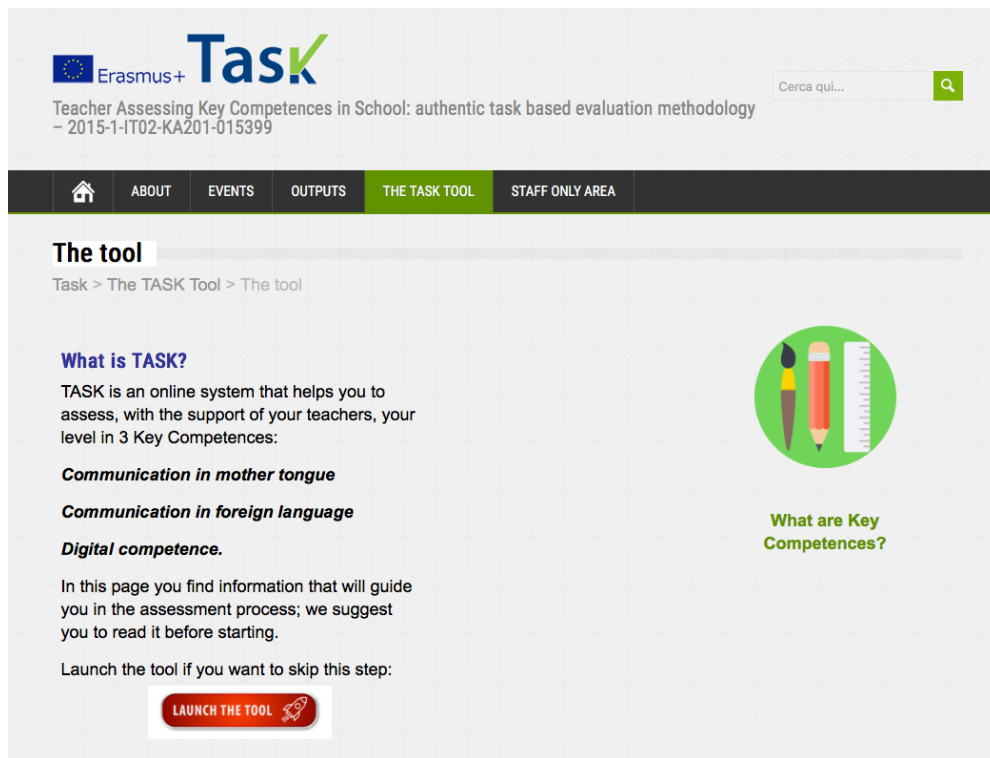 Erasmus+ Task
Teacher Assessing Key Competences in School: authentic task based evaluation methodology
– 2015-1-IT02-KA201-015399
Cerca qui...
ABOUT EVENTS OUTPUTS THE TASK TOOL STAFF ONLY AREA
The tool
Task > The TASK Tool > The tool
What is TASK?
TASK is an online system that helps you to
assess, with the support of your teachers, your
level in 3 Key Competences:
Communication in mother tongue
Communication in foreign language
Digital competence.
In this page you find information that will guide
you in the assessment process; we suggest
you to read it before starting.
Launch the tool if you want to skip this step:
LAUNCH THE TOOL
What are Key
Competences?